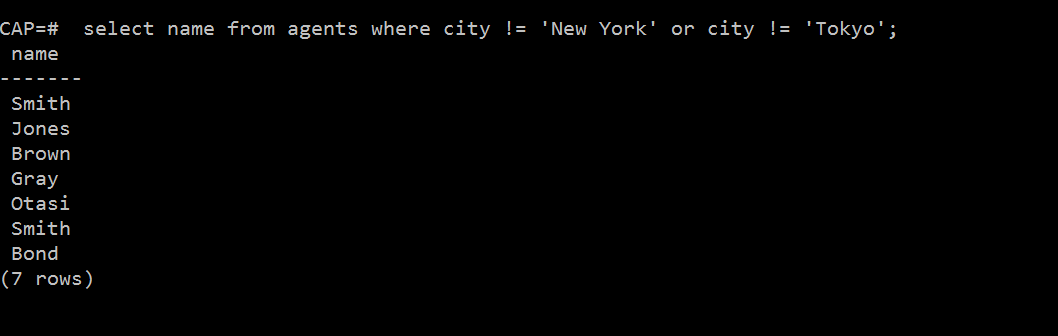 CAP=#  select name from agents where city != 'New York' or city != 'Tokyo';
 name
-------
 Smith
 Jones
 Brown
 Gray
 Otasi
 Smith
 Bond
(7 rows)